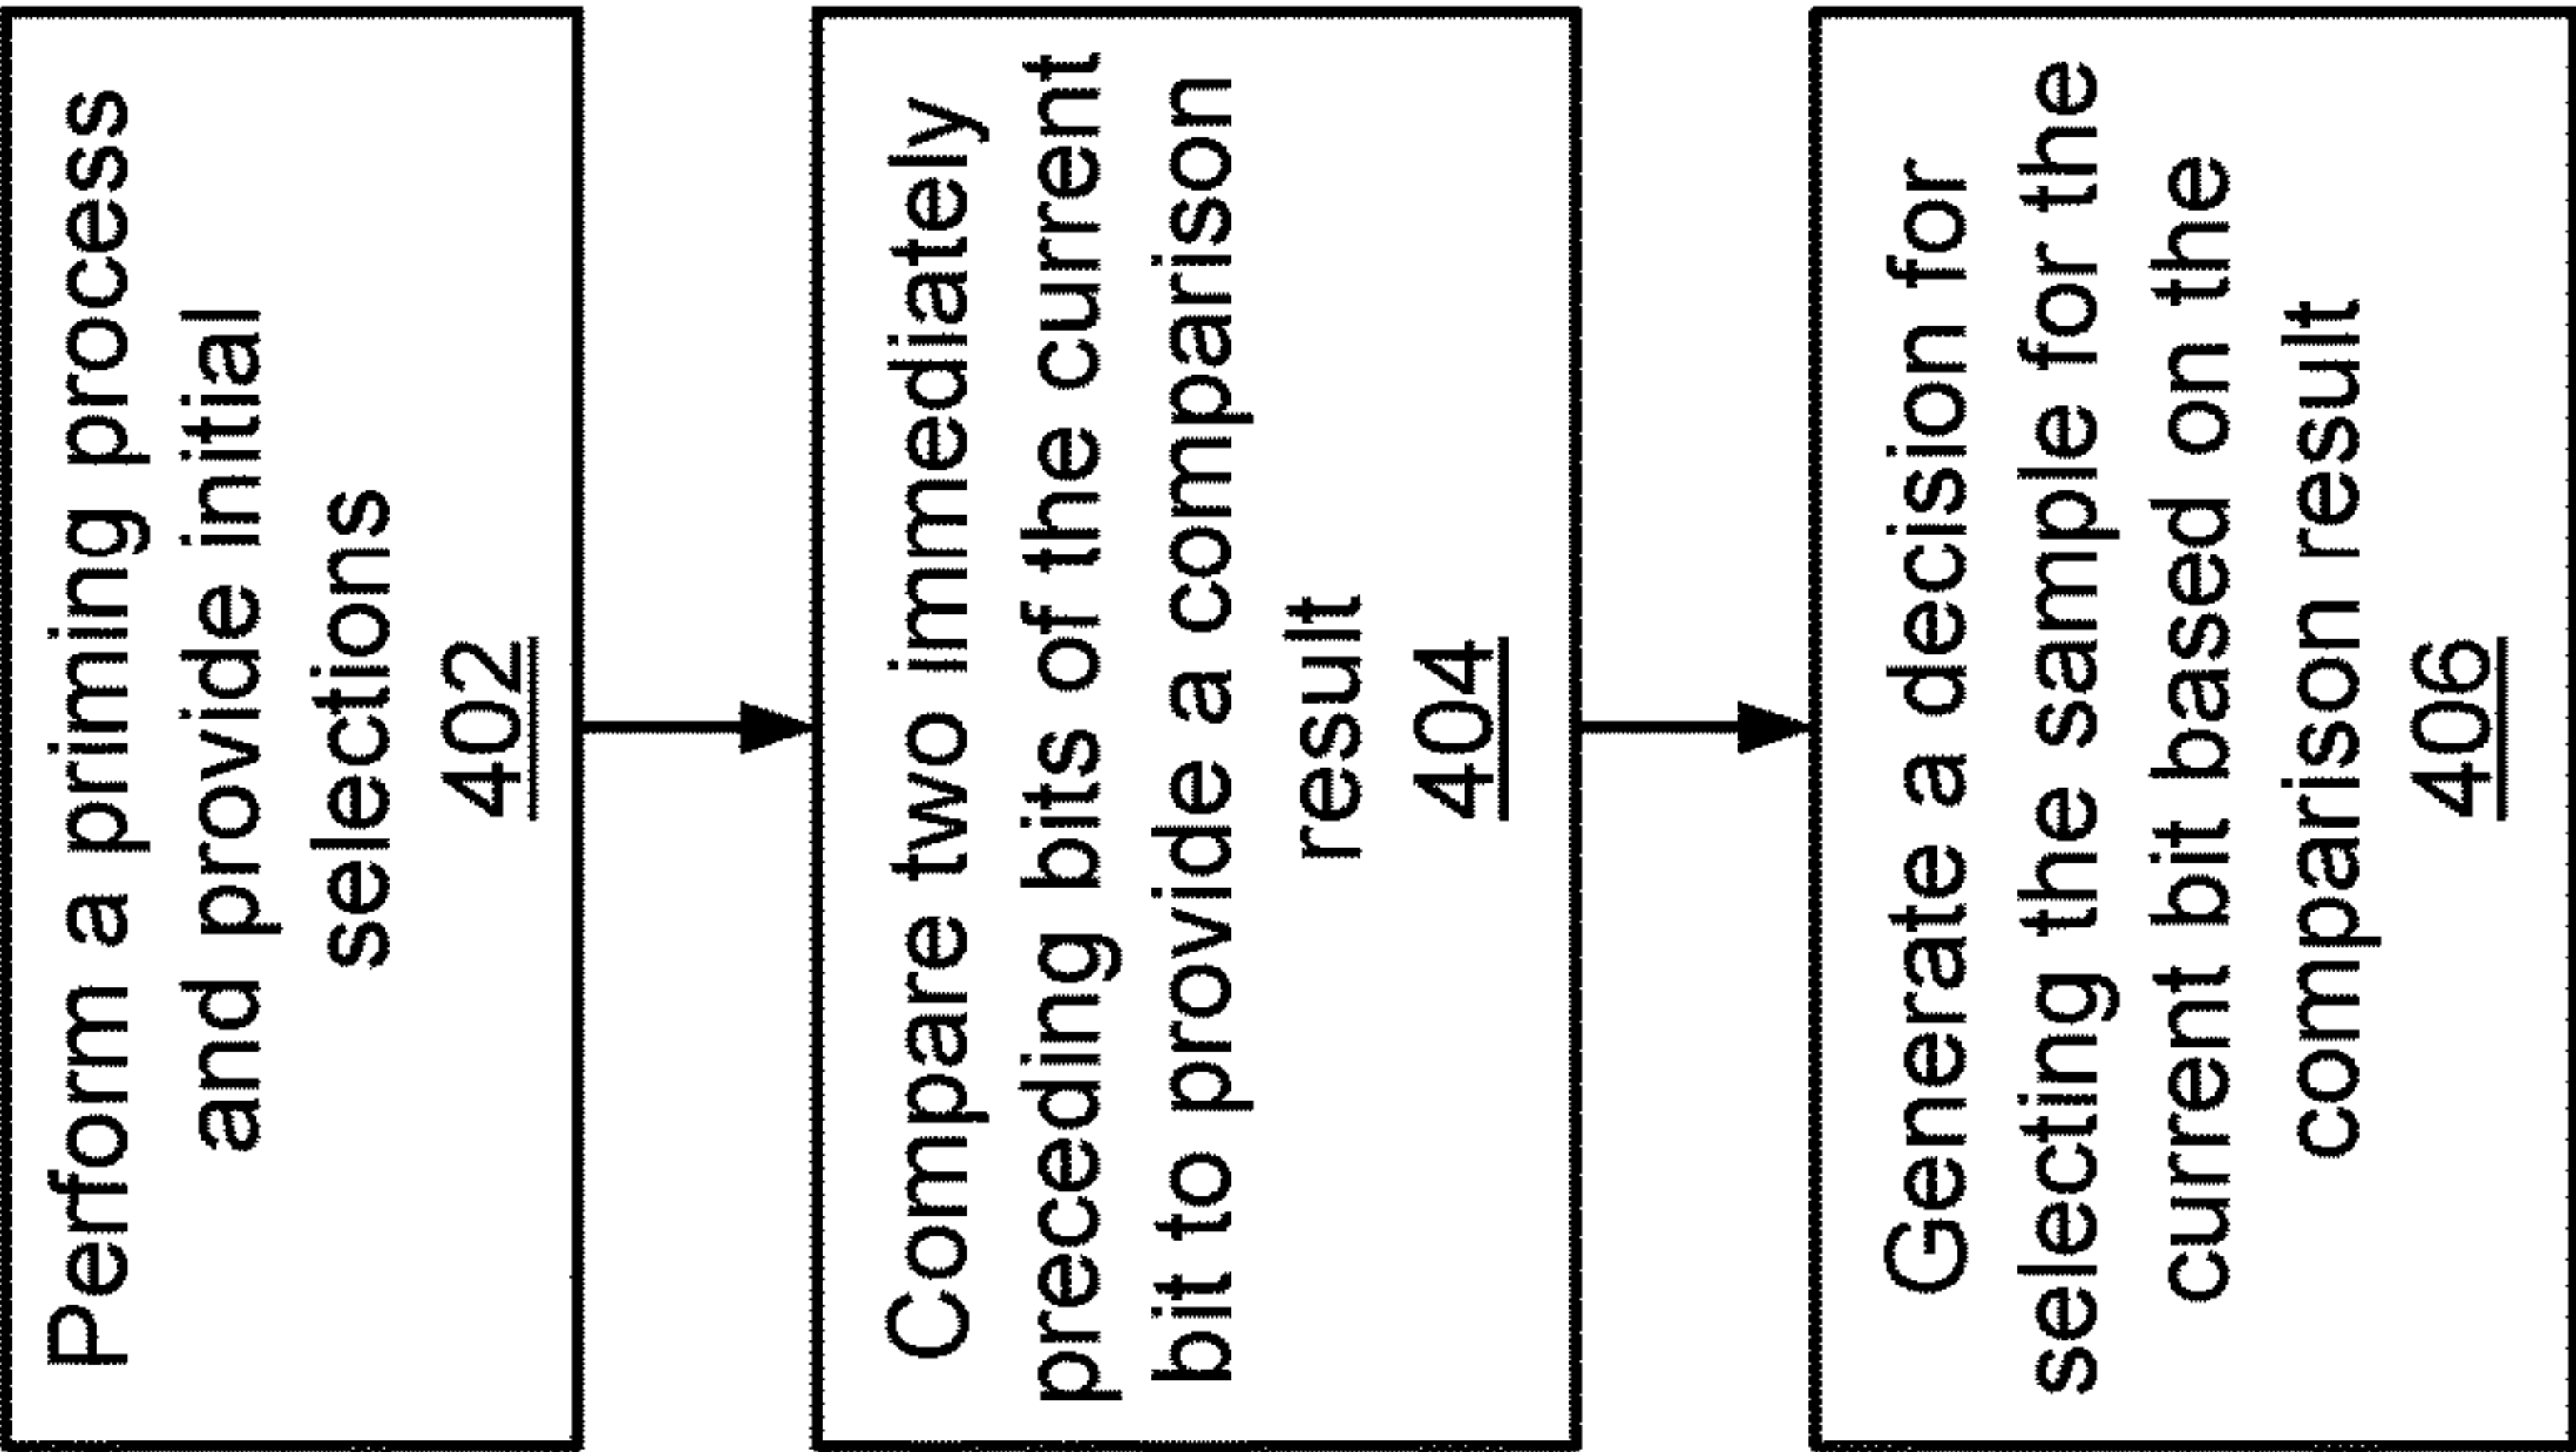 Perform a priming process
and provide initial
selections
402
Compare two immediately
preceding bits of the current
bit to provide a comparison
result
404
Generate a decision for
selecting the sample for the
current bit based on the
comparison result
406